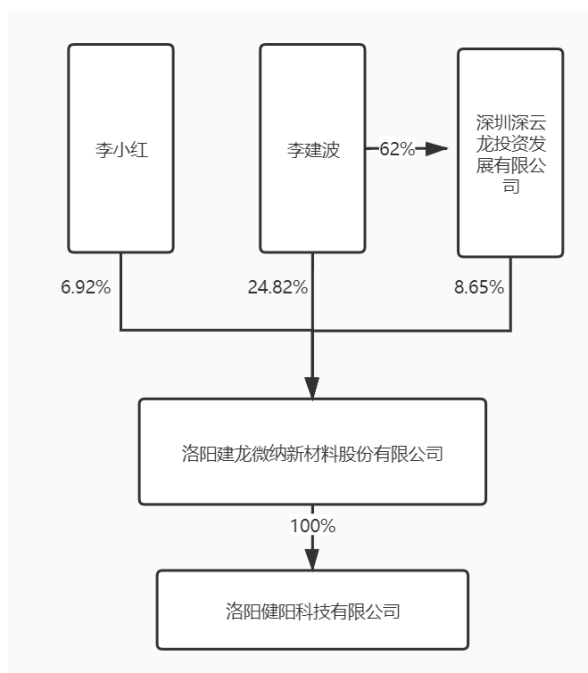 李小红
李建波
62%
深圳深云
龙投资发
展有限公
司
6.92%
24.82%
8.65%
洛阳建龙微纳新材料股份有限公司
100%
洛阳健阳科技有限公司